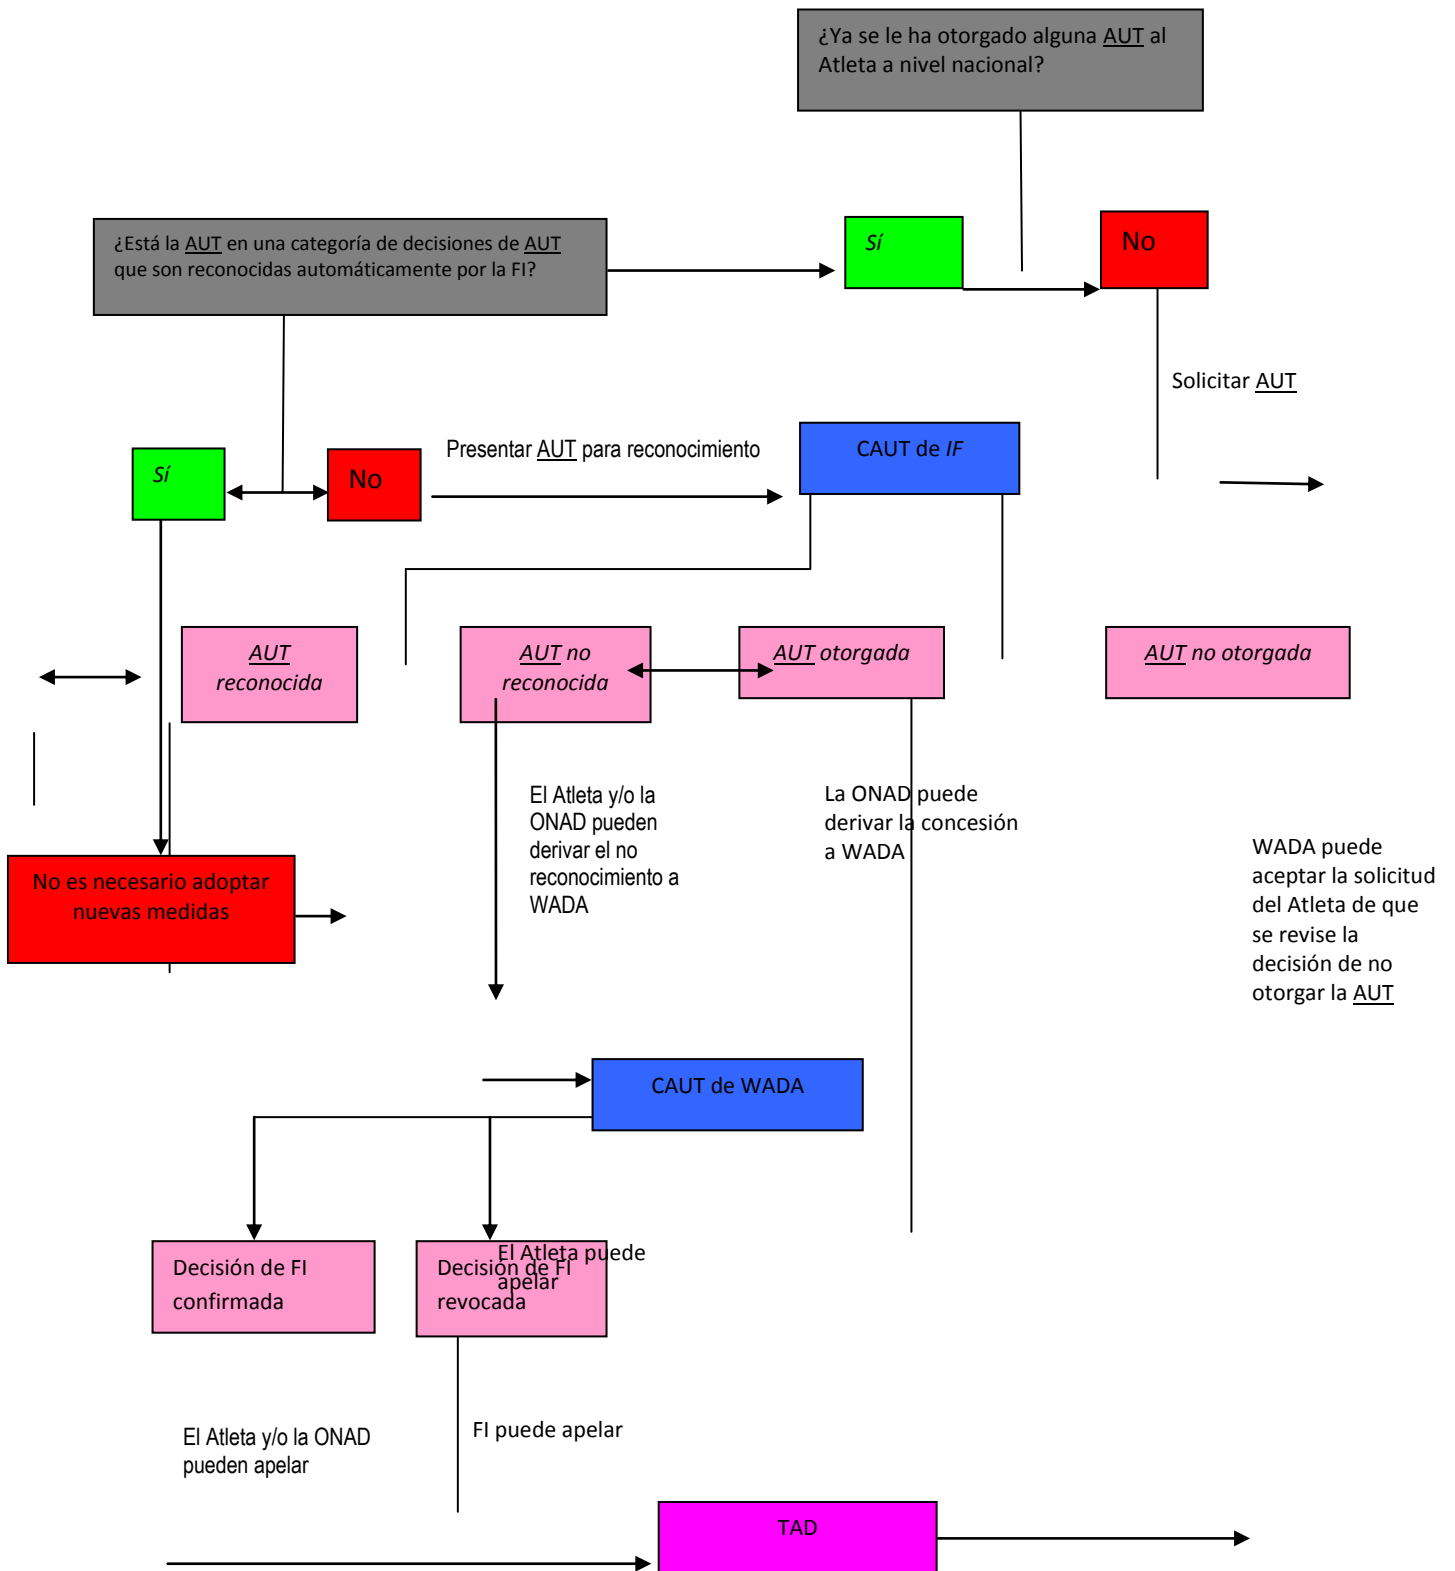 ¿Ya se le ha otorgado alguna AUT al
Atleta a nivel nacional?
¿Está la AUT en una categoría de decisiones de AUT
que son reconocidas automáticamente por la FI?
Sí
No
Solicitar AUT
Sí
No
Presentar AUT para reconocimiento
CAUT de IF
AUT
reconocida
AUT no
reconocida
AUT otorgada
AUT no otorgada
El Atleta y/o la
ONAD pueden
derivar el no
reconocimiento a
WADA
La ONAD puede
derivar la concesión
a WADA
WADA puede
aceptar la solicitud
del Atleta de que
se revise la
decisión de no
otorgar la AUT
No es necesario adoptar
nuevas medidas
CAUT de WADA
Decisión de FI
confirmada
Decisión de FI
revocada
El Atleta puede
apelar
El Atleta y/o la ONAD
pueden apelar
FI puede apelar
TAD